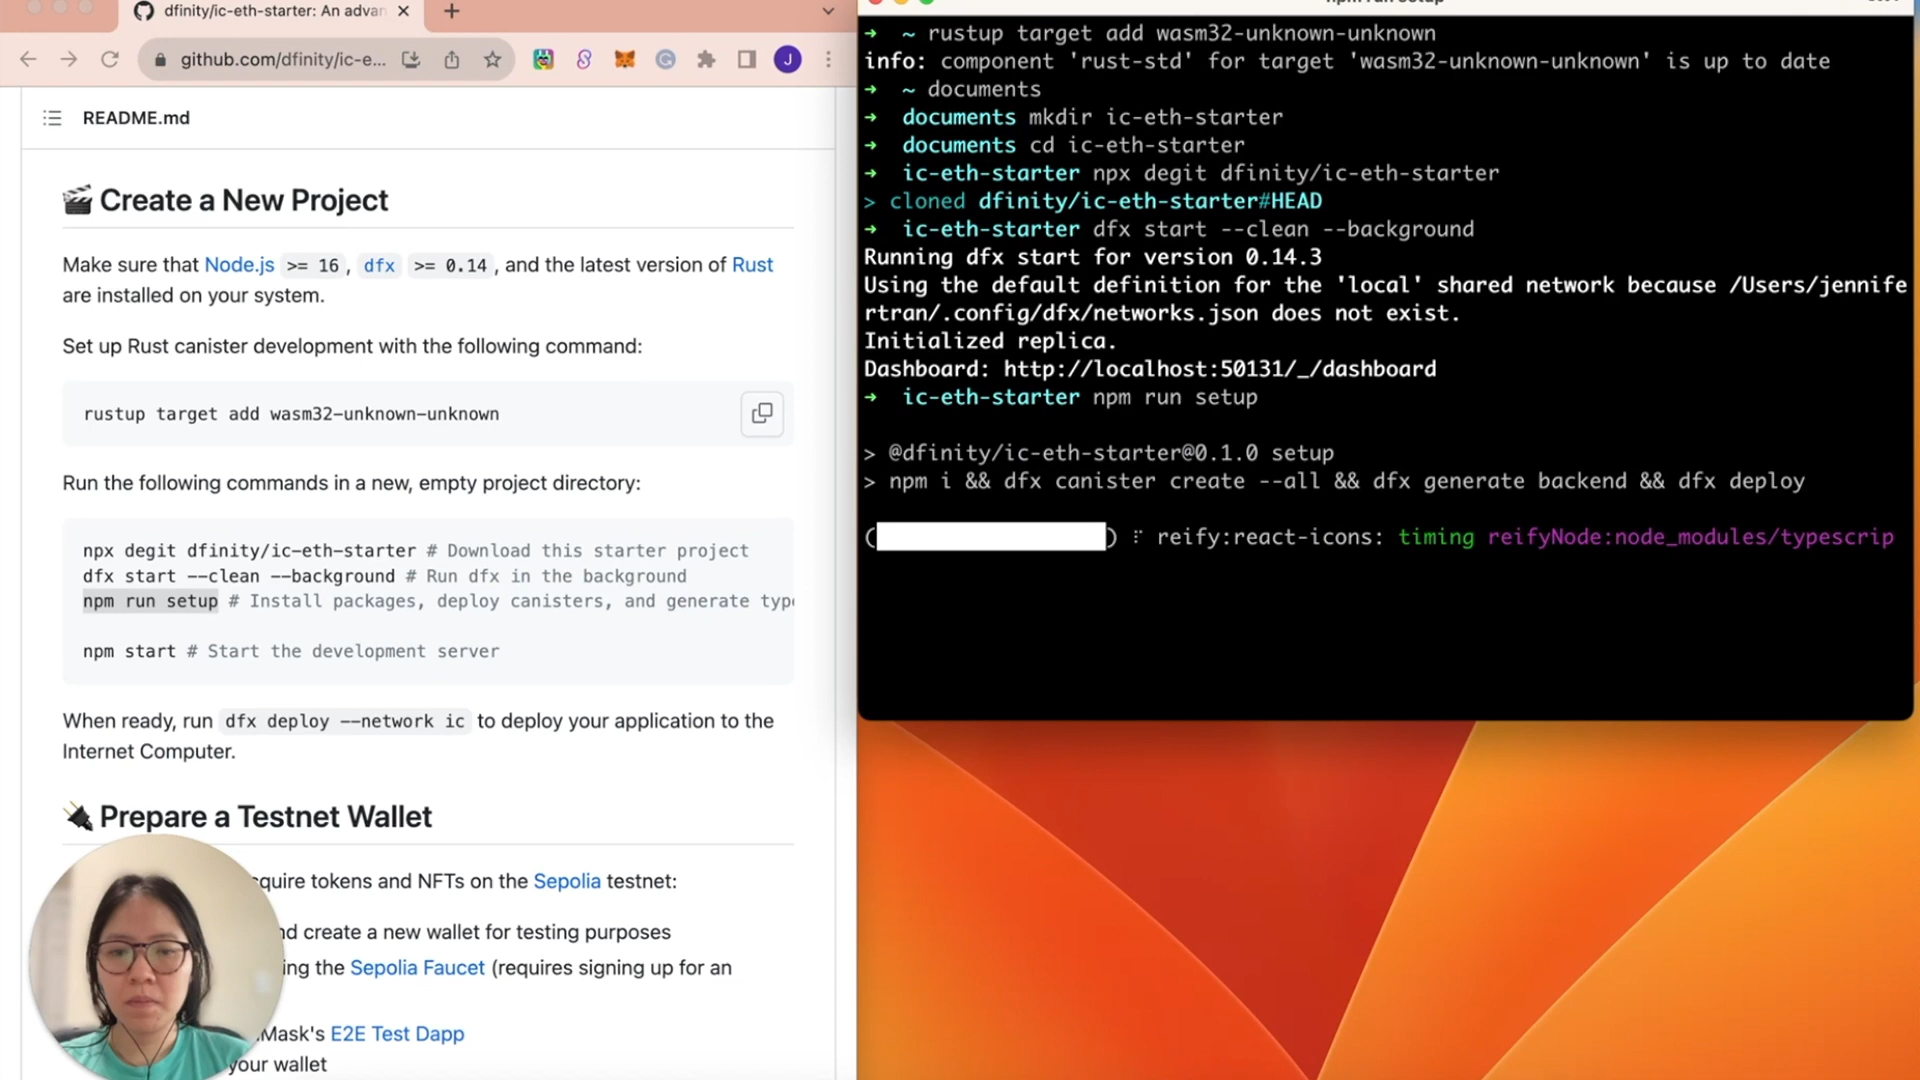 dfinity/ic-eth-starter: An advan
github.com/dfinity/ic-e...
J
README.md
Create a New Project
Make sure that Node.js >= 16 , dfx >= 0.14 , and the latest version of Rust
are installed on your system.
Set up Rust canister development with the following command:
rustup target add wasm32-unknown-unknown
Run the following commands in a new, empty project directory:
npx degit dfinity/ic-eth-starter # Download this starter project
dfx start --clean --background # Run dfx in the background
npm run setup # Install packages, deploy canisters, and generate type
npm start # Start the development server
When ready, run dfx deploy --network ic to deploy your application to the
Internet Computer.
Prepare a Testnet Wallet
quire tokens and NFTs on the Sepolia testnet:
nd create a new wallet for testing purposes
ing the Sepolia Faucet (requires signing up for an
Mask's E2E Test Dapp
your wallet
npm run setup
➜ ~ rustup target add wasm32-unknown-unknown
info: component 'rust-std' for target 'wasm32-unknown-unknown' is up to date
➜ ~ documents
➜ documents mkdir ic-eth-starter
➜ documents cd ic-eth-starter
➜ ic-eth-starter npx degit dfinity/ic-eth-starter
> cloned dfinity/ic-eth-starter#HEAD
➜ ic-eth-starter dfx start --clean --background
Running dfx start for version 0.14.3
Using the default definition for the 'local' shared network because /Users/jennife
rtran/.config/dfx/networks.json does not exist.
Initialized replica.
Dashboard: http://localhost:50131/_/dashboard
➜ ic-eth-starter npm run setup
> @dfinity/ic-eth-starter@0.1.0 setup
> npm i && dfx canister create --all && dfx generate backend && dfx deploy
( ) ⠏ reify:react-icons: timing reifyNode:node_modules/typescrip